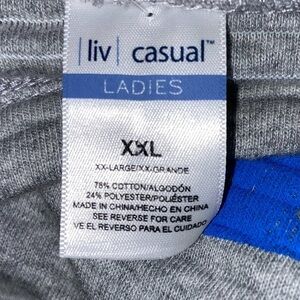 |liv| casual™
LADIES
XXL
XX-LARGE/XX-GRANDE
76% COTTON/ALGODÓN
24% POLYESTER/POLIÉSTER
MADE IN CHINA/HECHO EN CHINA
SEE REVERSE FOR CARE
VE EL REVERSO PARA EL CUIDADO